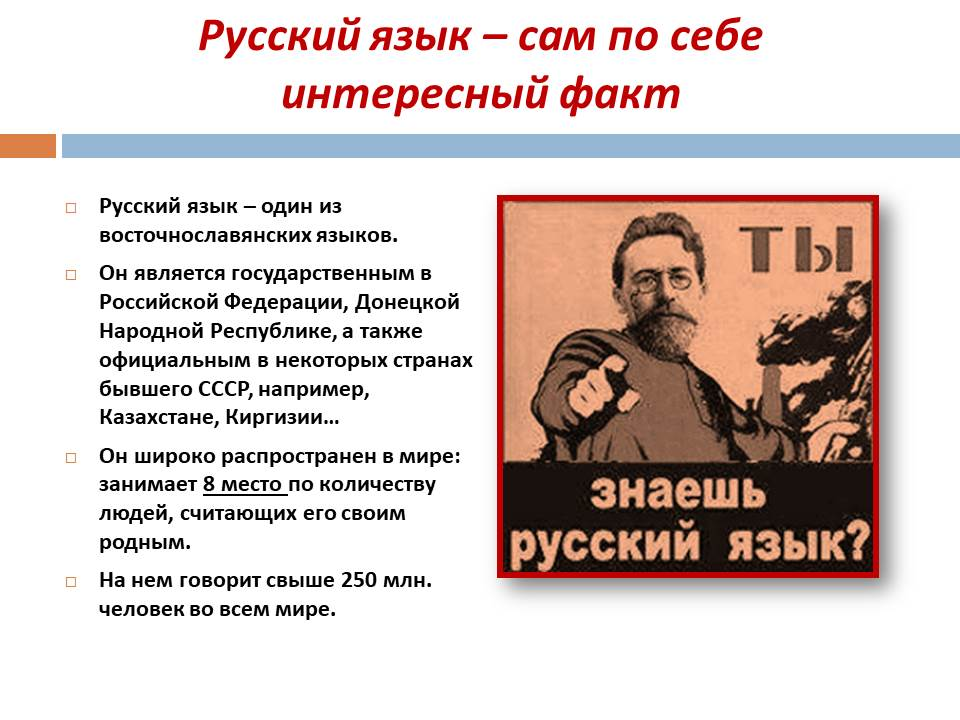 Русский язык – сам по себе
интересный факт
Русский язык – один из
восточнославянских языков.
Он является государственным в
Российской Федерации, Донецкой
Народной Республике, а также
официальным в некоторых странах
бывшего СССР, например,
Казахстане, Киргизии…
Он широко распространен в мире:
занимает 8 место по количеству
людей, считающих его своим
родным.
На нем говорит свыше 250 млн.
человек во всем мире.
ТЫ
знаешь
русский язык?